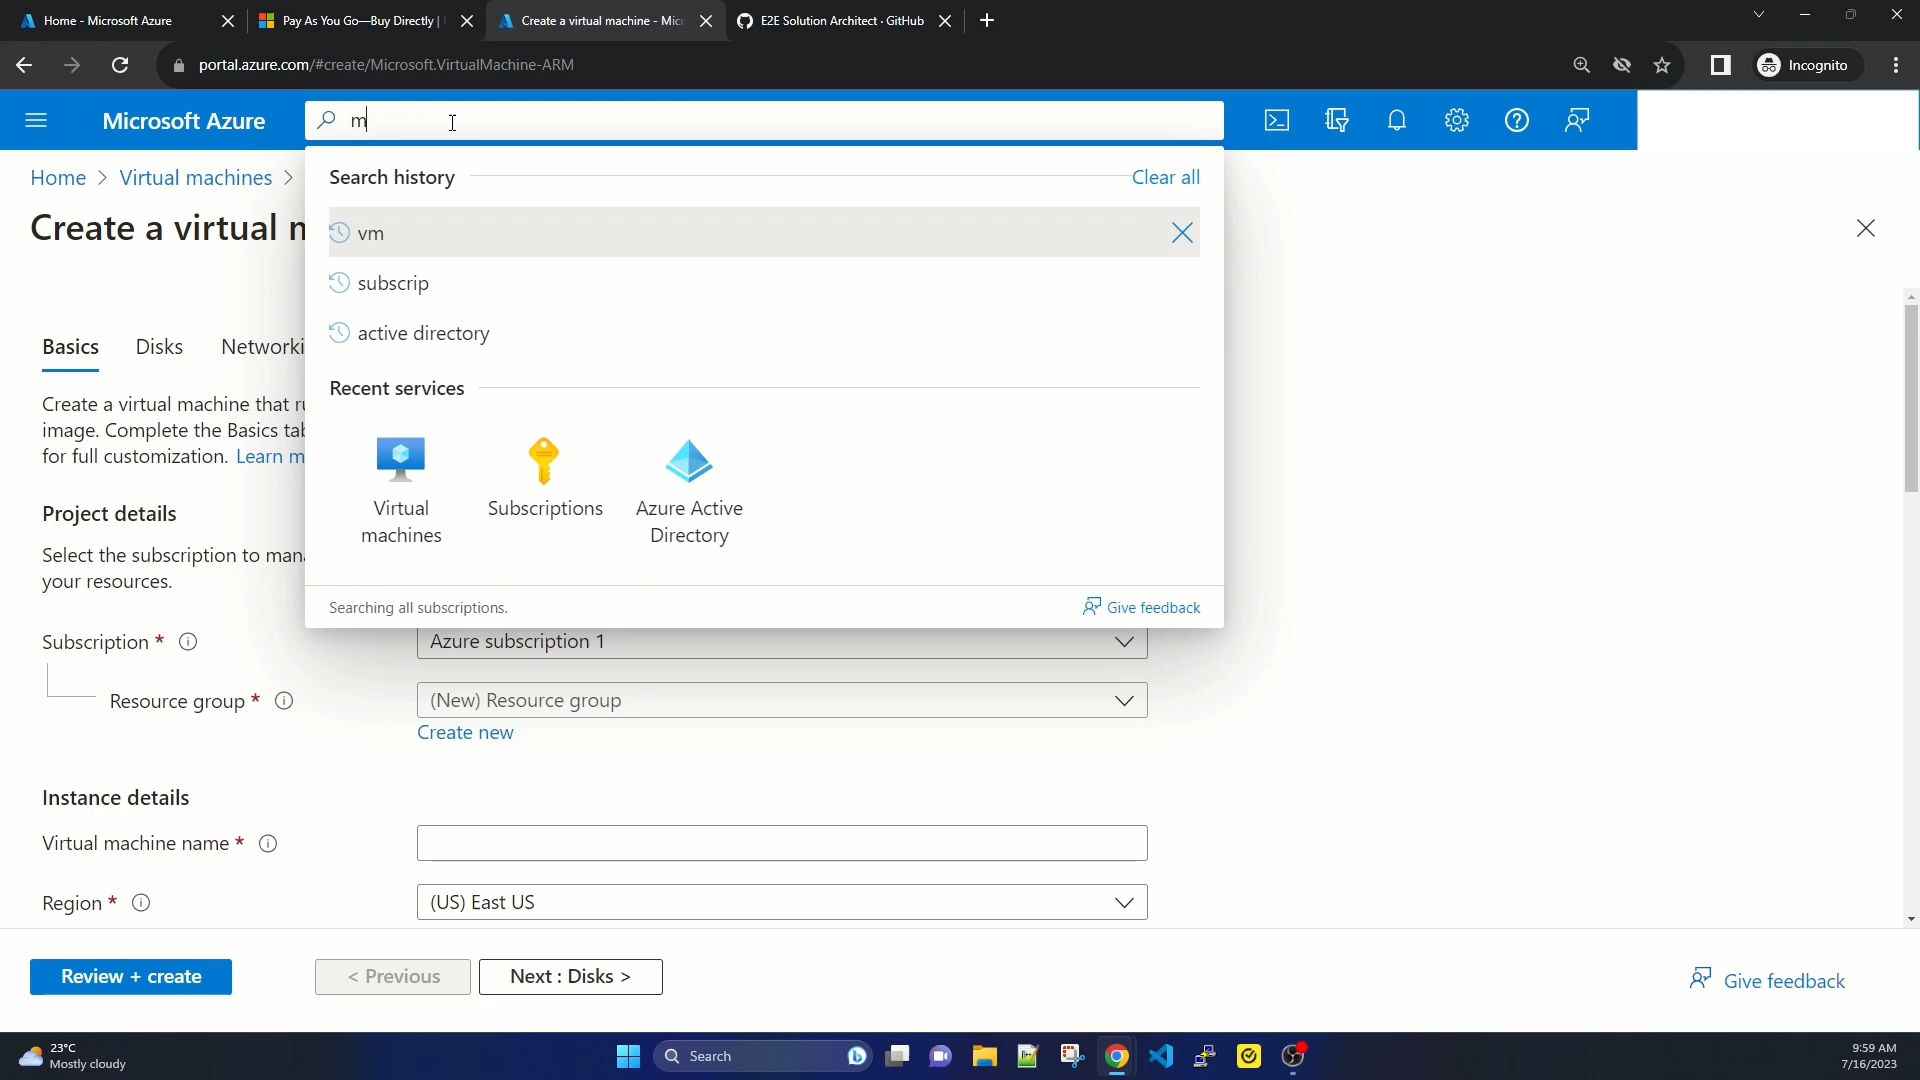 Home - Microsoft Azure
Pay As You Go—Buy Directly |
Create a virtual machine - Micr
E2E Solution Architect · GitHub
portal.azure.com/#create/Microsoft.VirtualMachine-ARM
Incognito
Microsoft Azure
m
Home > Virtual machines >
Search history
Clear all
Create a virtual m
vm
subscrip
active directory
Basics
Disks
Networki
Recent services
Create a virtual machine that ru
image. Complete the Basics tab
for full customization. Learn m
Virtual
machines
Subscriptions
Azure Active
Directory
Project details
Select the subscription to mana
your resources.
Searching all subscriptions.
Give feedback
Subscription *
Azure subscription 1
Resource group *
(New) Resource group
Create new
Instance details
Virtual machine name *
Region *
(US) East US
Review + create
< Previous
Next : Disks >
Give feedback
23°C
Mostly cloudy
Search
9:59 AM
7/16/2023